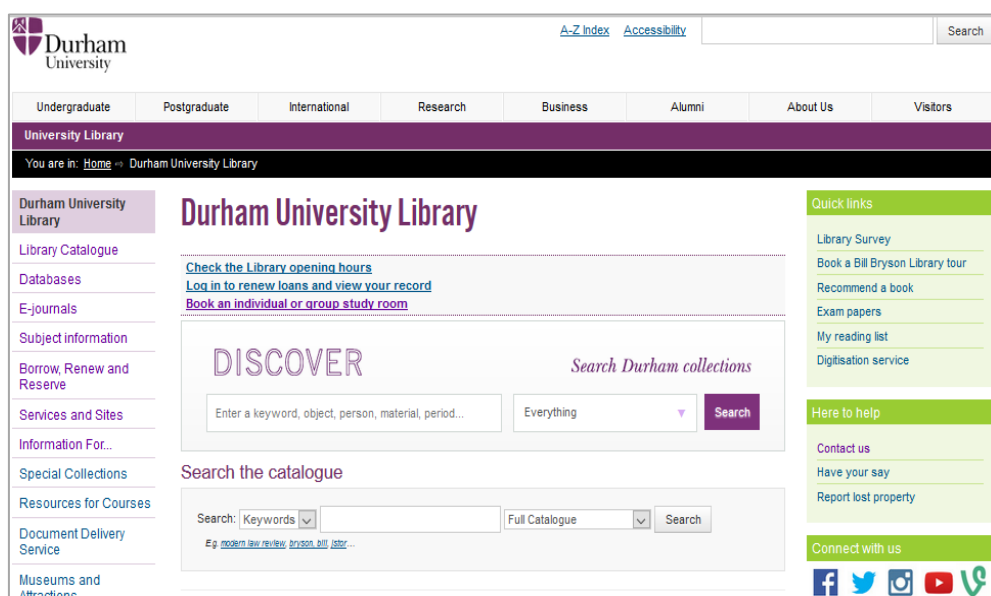 Durham
University
A-Z Index Accessibility Search
Undergraduate Postgraduate International Research Business Alumni About Us Visitors
University Library
You are in: Home ⇨ Durham University Library
Durham University
Library
Library Catalogue
Databases
E-journals
Subject information
Borrow, Renew and
Reserve
Services and Sites
Information For...
Special Collections
Resources for Courses
Document Delivery
Service
Museums and
Attractions
Durham University Library
Check the Library opening hours
Log in to renew loans and view your record
Book an individual or group study room
DISCOVER Search Durham collections
Enter a keyword, object, person, material, period... Everything Search
Search the catalogue
Search: Keywords Full Catalogue Search
E.g. modern law review, bryson, bill, jstor...
Quick links
Library Survey
Book a Bill Bryson Library tour
Recommend a book
Exam papers
My reading list
Digitisation service
Here to help
Contact us
Have your say
Report lost property
Connect with us